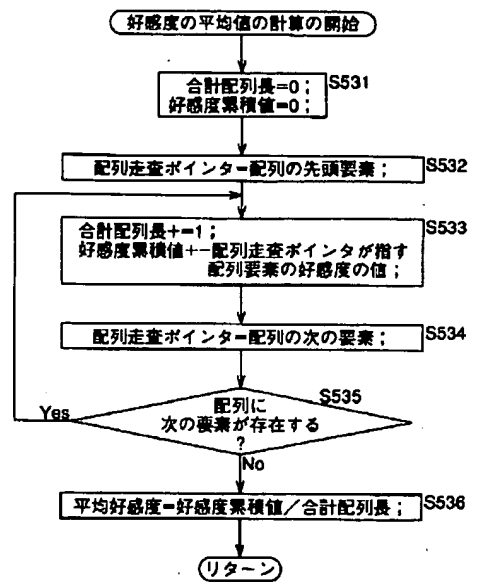 好感度の平均値の計算の開始
合計配列長=0;
好感度累積値=0;
S531
配列走査ポインタ=配列の先頭要素;
S532
合計配列長+=1;
好感度累積値+=配列走査ポインタが指す
配列要素の好感度の値;
S533
配列走査ポインタ=配列の次の要素;
S534
配列に
次の要素が存在する
?
S535
Yes
No
平均好感度=好感度累積値/合計配列長;
S536
リターン